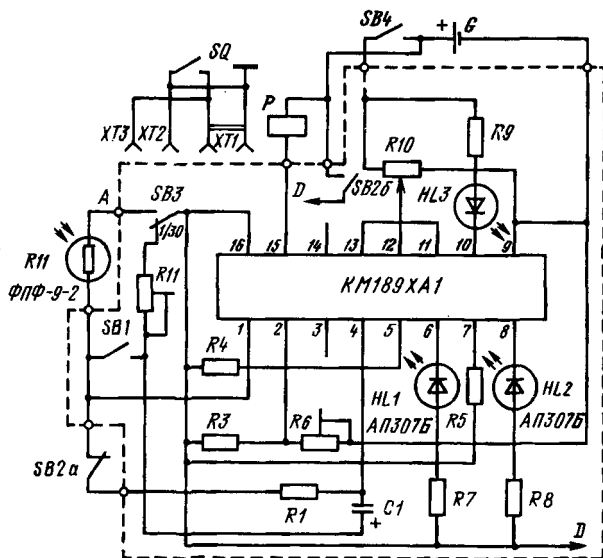 SB4
+
G
SQ
XT3
XT2
XT1
P
R9
R10
A
SB3
D
SB2б
HL3
1/30
R11
ФПФ-9-2
R11
16
15
14
13
12
11
10
9
КМ189ХА1
SB1
1
2
3
4
5
6
7
8
R4
HL1
АП307Б
R5
HL2
АП307Б
R3
R6
SB2а
R1
C1
+
R7
R8
D